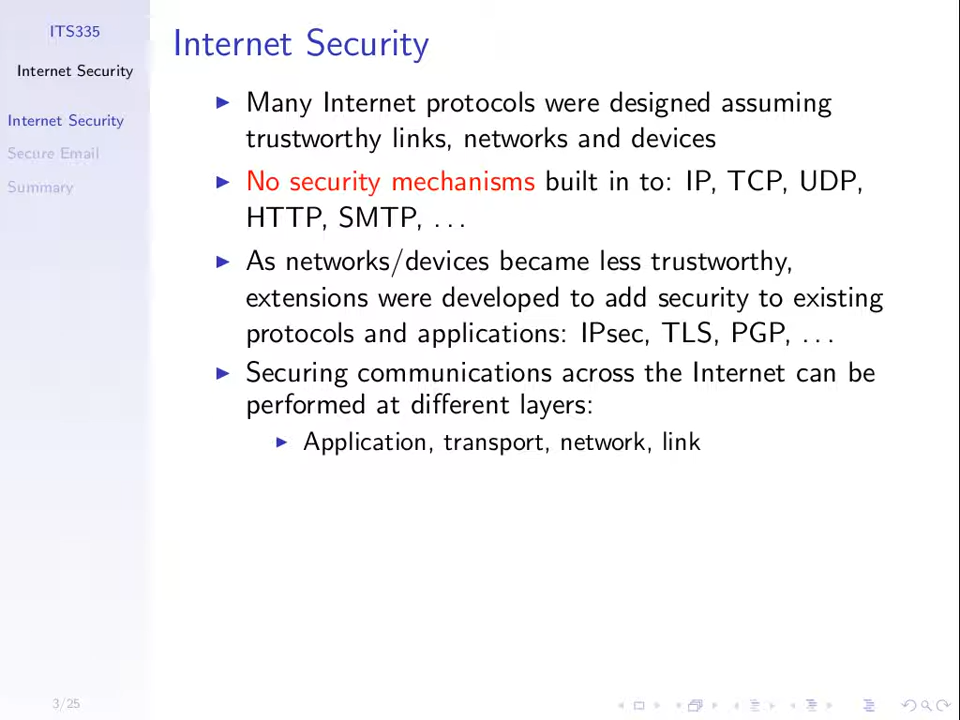 ITS335
Internet Security
Internet Security
Secure Email
Summary
Internet Security
Many Internet protocols were designed assuming
trustworthy links, networks and devices
No security mechanisms built in to: IP, TCP, UDP,
HTTP, SMTP, ...
As networks/devices became less trustworthy,
extensions were developed to add security to existing
protocols and applications: IPsec, TLS, PGP, ...
Securing communications across the Internet can be
performed at different layers:
Application, transport, network, link
3/25